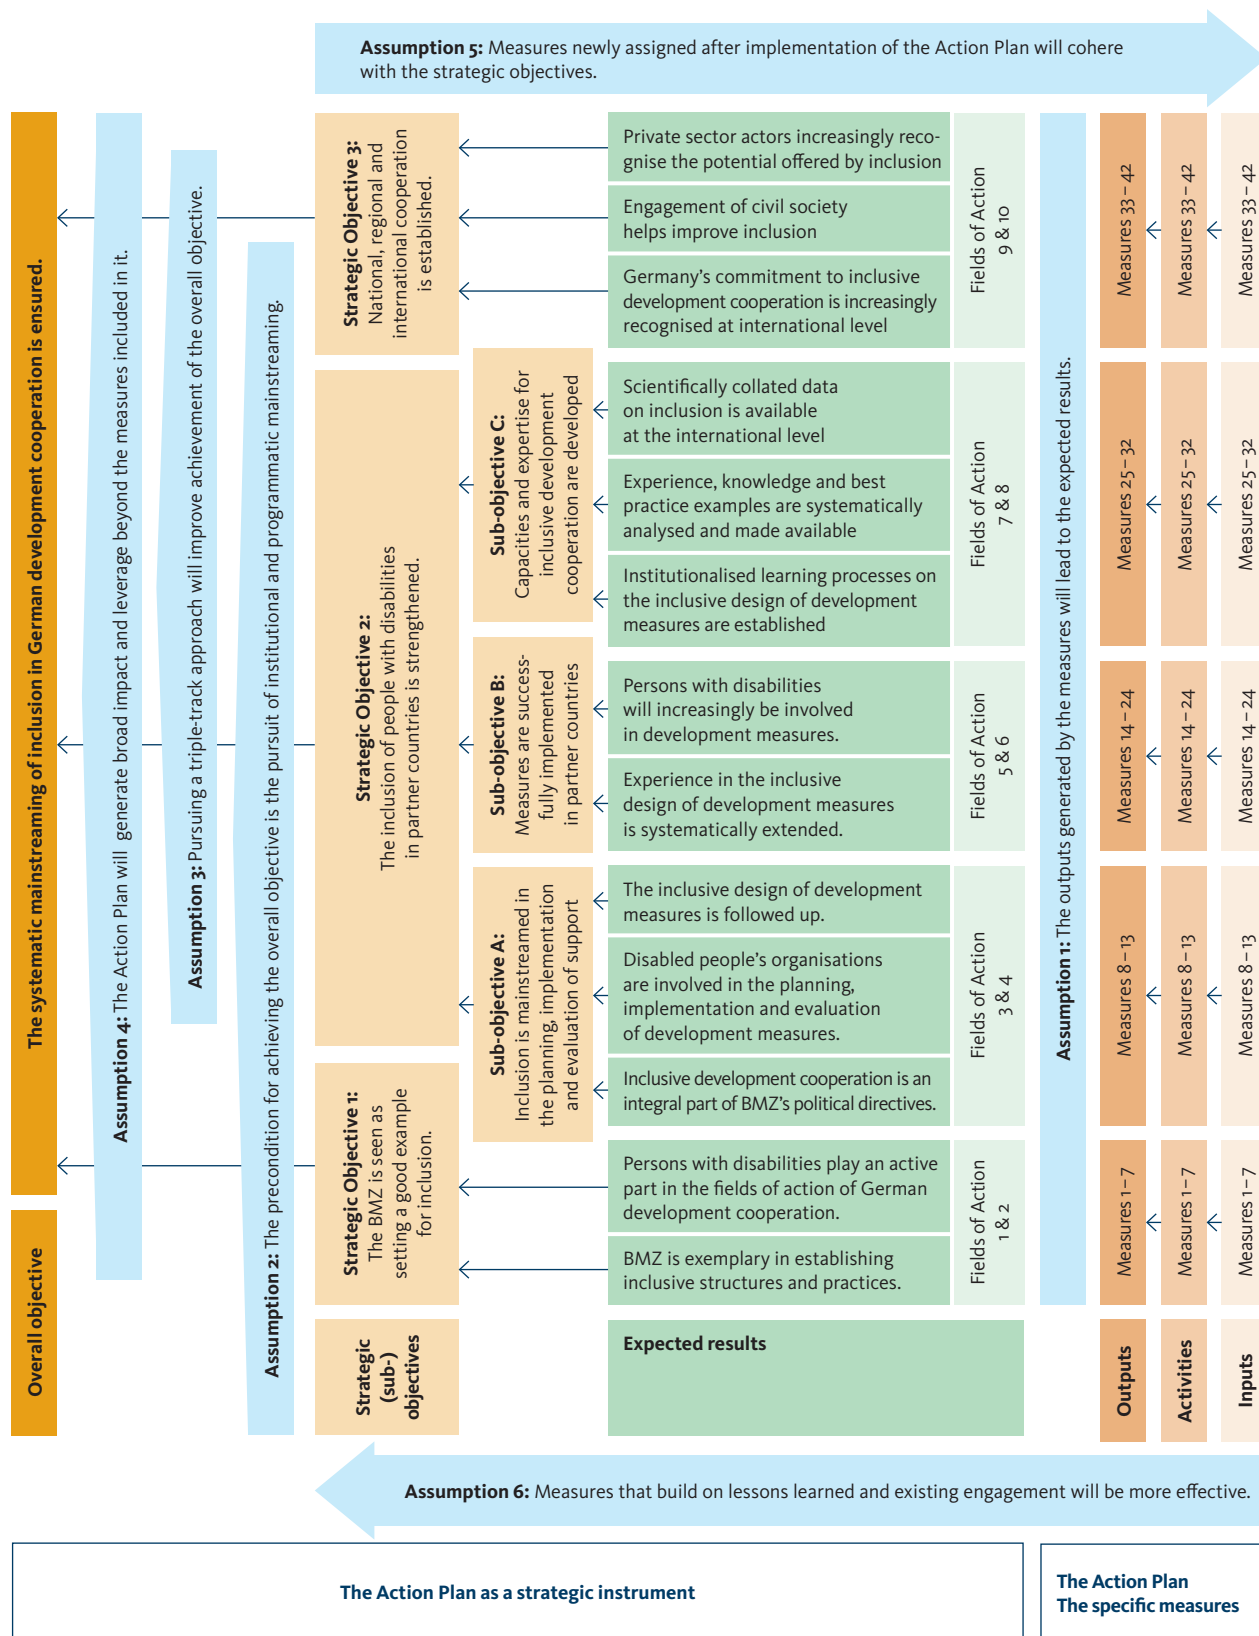 Assumption 5: Measures newly assigned after implementation of the Action Plan will cohere
with the strategic objectives.
Overall objective
The systematic mainstreaming of inclusion in German development cooperation is ensured.
Assumption 4: The Action Plan will generate broad impact and leverage beyond the measures included in it.
Assumption 3: Pursuing a triple-track approach will improve achievement of the overall objective.
Assumption 2: The precondition for achieving the overall objective is the pursuit of institutional and programmatic mainstreaming.
Strategic
(sub-)
objectives
Strategic Objective 1:
The BMZ is seen as
setting a good example
for inclusion.
Strategic Objective 2:
The inclusion of people with disabilities
in partner countries is strengthened.
Strategic Objective 3:
National, regional and
international cooperation
is established.
Sub-objective A:
Inclusion is mainstreamed in
the planning, implementation
and evaluation of support
Sub-objective B:
Measures are success-
fully implemented
in partner countries
Sub-objective C:
Capacities and expertise for
inclusive development
cooperation are developed
Private sector actors increasingly reco-
gnise the potential offered by inclusion
Engagement of civil society
helps improve inclusion
Germany’s commitment to inclusive
development cooperation is increasingly
recognised at international level
Scientifically collated data
on inclusion is available
at the international level
Experience, knowledge and best
practice examples are systematically
analysed and made available
Institutionalised learning processes on
the inclusive design of development
measures are established
Persons with disabilities
will increasingly be involved
in development measures.
Experience in the inclusive
design of development measures
is systematically extended.
The inclusive design of development
measures is followed up.
Disabled people’s organisations
are involved in the planning,
implementation and evaluation
of development measures.
Inclusive development cooperation is an
integral part of BMZ’s political directives.
Persons with disabilities play an active
part in the fields of action of German
development cooperation.
BMZ is exemplary in establishing
inclusive structures and practices.
Expected results
Fields of Action
1 & 2
Fields of Action
3 & 4
Fields of Action
5 & 6
Fields of Action
7 & 8
Fields of Action
9 & 10
Assumption 1: The outputs generated by the measures will lead to the expected results.
Outputs
Measures 1 – 7
Measures 8 – 13
Measures 14 – 24
Measures 25 – 32
Measures 33 – 42
Activities
Measures 1 – 7
Measures 8 – 13
Measures 14 – 24
Measures 25 – 32
Measures 33 – 42
Inputs
Measures 1 – 7
Measures 8 – 13
Measures 14 – 24
Measures 25 – 32
Measures 33 – 42
Assumption 6: Measures that build on lessons learned and existing engagement will be more effective.
The Action Plan as a strategic instrument
The Action Plan
The specific measures